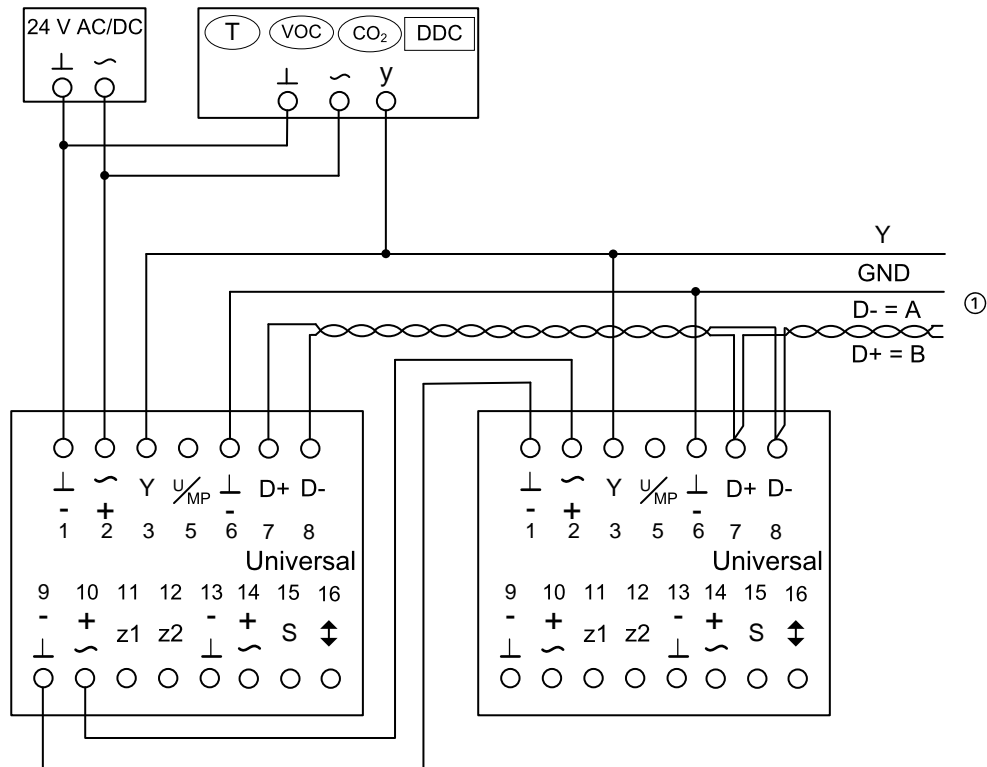 24 V AC/DC
T VOC CO₂ DDC
⊥ ~
⊥ ~ y
Y
GND
D- = A
①
D+ = B
⊥ ~ Y U/MP ⊥ D+ D-
- + -
1 2 3 5 6 7 8
Universal
9 10 11 12 13 14 15 16
- + z1 z2 - + S ↕
⊥ ~ ⊥ ~
⊥ ~ Y U/MP ⊥ D+ D-
- + -
1 2 3 5 6 7 8
Universal
9 10 11 12 13 14 15 16
- + z1 z2 - + S ↕
⊥ ~ ⊥ ~